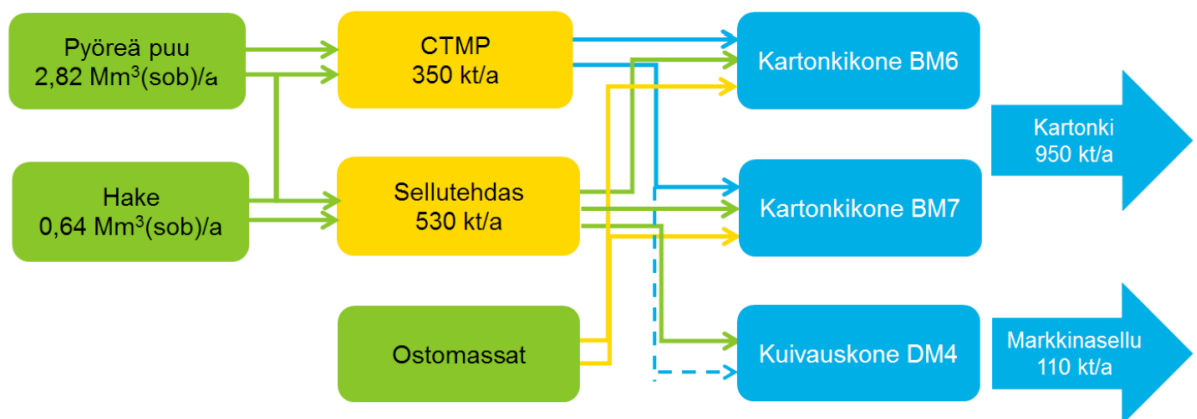 Pyöreä puu
2,82 Mm³(sob)/a
CTMP
350 kt/a
Kartonkikone BM6
Kartonki
950 kt/a
Hake
0,64 Mm³(sob)/a
Sellutehdas
530 kt/a
Kartonkikone BM7
Ostomassat
Kuivauskone DM4
Markkinasellu
110 kt/a